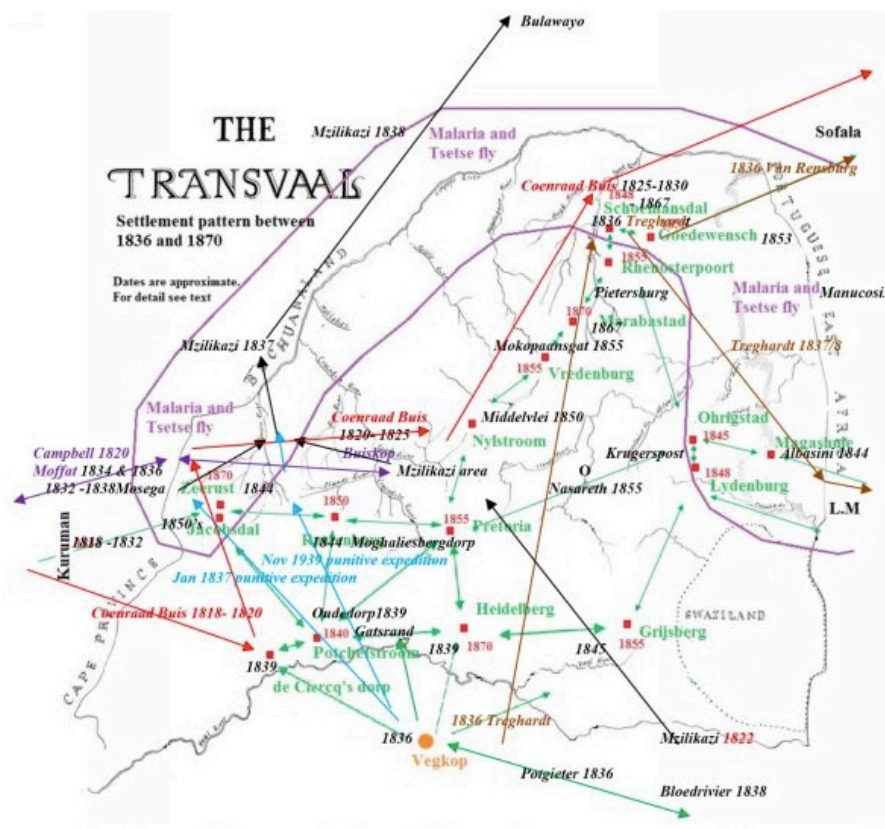 Bulawayo
THE
TRANSVAAL
Settlement pattern between
1836 and 1870
Dates are approximate.
For detail see text
Mzilikazi 1838
Malaria and
Tsetse fly
Sofala
1836 Van Rensburg
Coenraad Buis 1825-1830
1848
1867
Schoemansdal
1836 Treghardt
Goedewensch
1853
1855
Rhenosterpoort
PORTUGUESE EAST AFRICA
Malaria and
Tsetse fly
Manucosi
Pietersburg
1870
Marabastad
1867
Mokopaansgat 1855
1855
Vredenburg
Treghardt 1837/8
BECHUANALAND
Mzilikazi 1837
Malaria and
Tsetse fly
Coenraad Buis
1820- 1825
Buiskop
Middelvlei 1850
Nylstroom
Ohrigstad
1845
Krugerspost
Albasini 1844
1848
Lydenburg
Campbell 1820
Moffat 1834 & 1836
1832 -1838Mosega
Mzilikazi area
O
Nasareth 1855
1870
Zeerust
1844
1850's
Jacobsdal
1850
1855
Pretoria
L.M
Kuruman
1818 -1832
1844 Moghaliesbergdorp
Nov 1939 punitive expedition
Jan 1837 punitive expedition
CAPE PROVINCE
Coenraad Buis 1818- 1820
Oudedorp1839
Gatsrand
1840
Potchefstroom
Heidelberg
1839
1870
1845
1855
Grijsberg
SWAZILAND
1839
de Clercq's dorp
1836
Vegkop
1836 Treghardt
Mzilikazi 1822
Potgieter 1836
Bloedrivier 1838